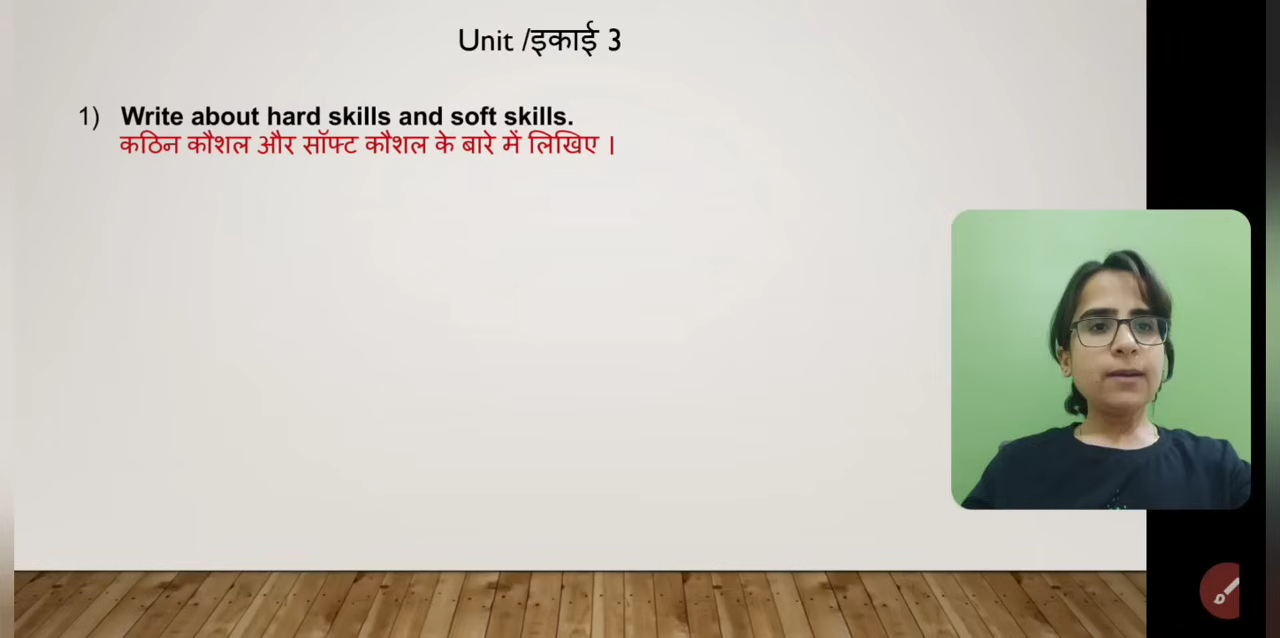 Unit /इकाई 3
1) Write about hard skills and soft skills.
कठिन कौशल और सॉफ्ट कौशल के बारे में लिखिए ।